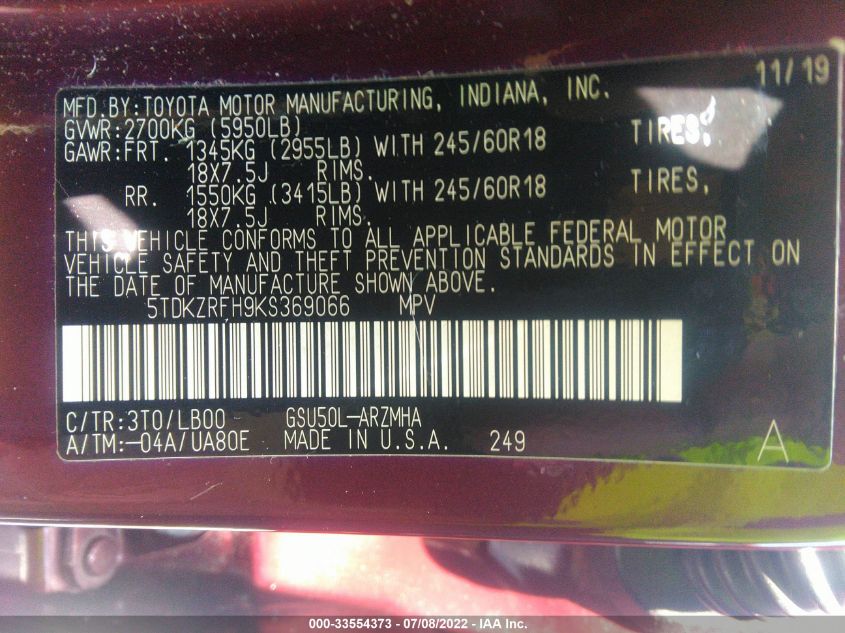 11/19
MFD.BY:TOYOTA MOTOR MANUFACTURING, INDIANA, INC.
GVWR:2700KG (5950LB)
GAWR:FRT. 1345KG (2955LB) WITH 245/60R18 TIRES,
18X7.5J RIMS.
RR. 1550KG (3415LB) WITH 245/60R18 TIRES,
18X7.5J RIMS.
THIS VEHICLE CONFORMS TO ALL APPLICABLE FEDERAL MOTOR
VEHICLE SAFETY AND THEFT PREVENTION STANDARDS IN EFFECT ON
THE DATE OF MANUFACTURE SHOWN ABOVE.
5TDKZRFH9KS369066 MPV
C/TR:3T0/LB00 GSU50L-ARZMHA
A/TM:-04A/UA80E MADE IN U.S.A. 249 A
000-33554373 - 07/08/2022 - IAA Inc.